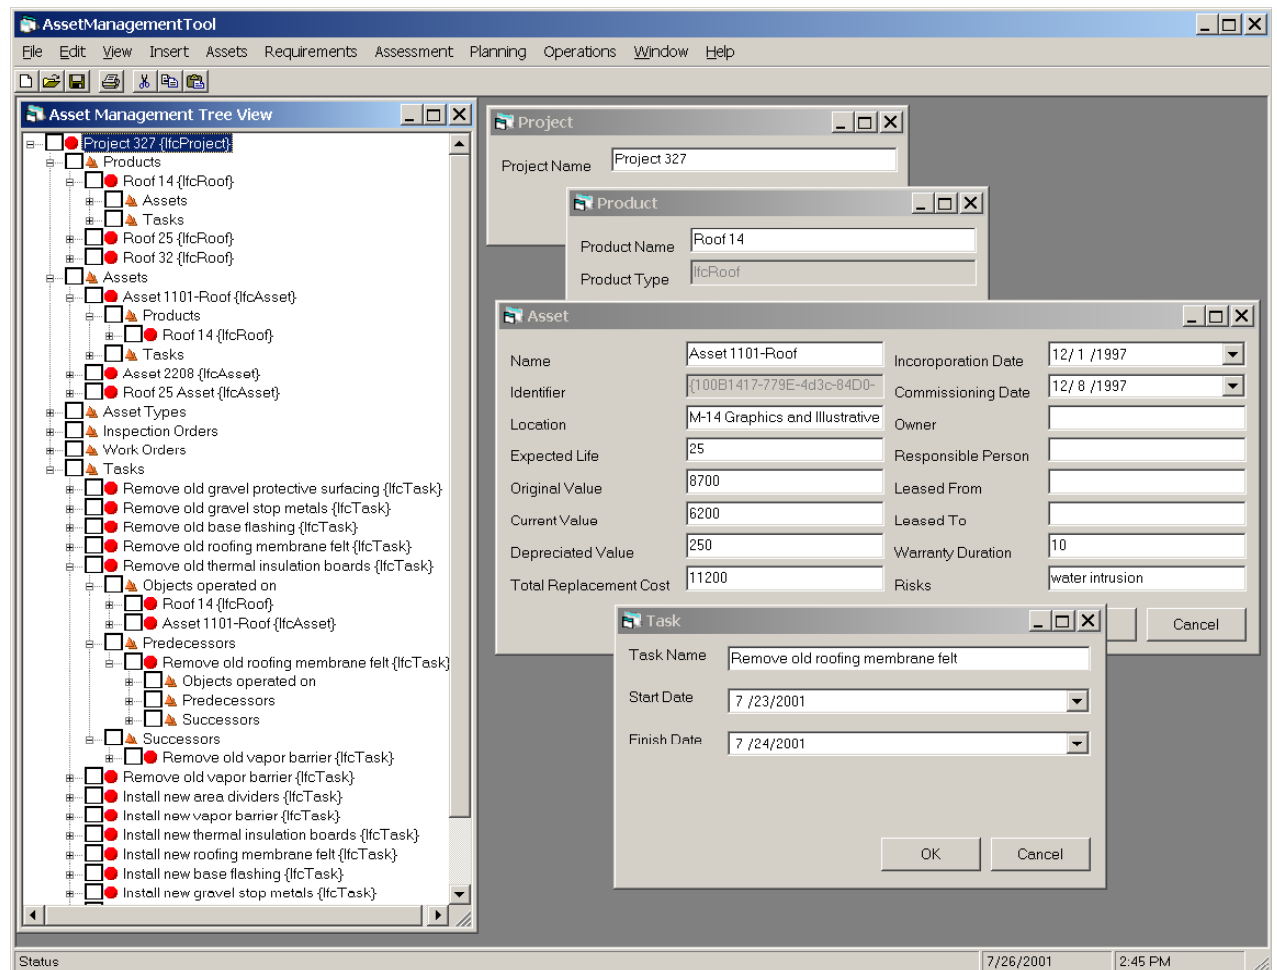 AssetManagementTool
File Edit View Insert Assets Requirements Assessment Planning Operations Window Help
Asset Management Tree View
Project 327 {IfcProject}
Products
Roof 14 {IfcRoof}
Assets
Tasks
Roof 25 {IfcRoof}
Roof 32 {IfcRoof}
Assets
Asset 1101-Roof {IfcAsset}
Products
Roof 14 {IfcRoof}
Tasks
Asset 2208 {IfcAsset}
Roof 25 Asset {IfcAsset}
Asset Types
Inspection Orders
Work Orders
Tasks
Remove old gravel protective surfacing {IfcTask}
Remove old gravel stop metals {IfcTask}
Remove old base flashing {IfcTask}
Remove old roofing membrane felt {IfcTask}
Remove old thermal insulation boards {IfcTask}
Objects operated on
Roof 14 {IfcRoof}
Asset 1101-Roof {IfcAsset}
Predecessors
Remove old roofing membrane felt {IfcTask}
Objects operated on
Predecessors
Successors
Successors
Remove old vapor barrier {IfcTask}
Remove old vapor barrier {IfcTask}
Install new area dividers {IfcTask}
Install new vapor barrier {IfcTask}
Install new thermal insulation boards {IfcTask}
Install new roofing membrane felt {IfcTask}
Install new base flashing {IfcTask}
Install new gravel stop metals {IfcTask}
Project
Project Name Project 327
Product
Product Name Roof 14
Product Type IfcRoof
Asset
Name Asset 1101-Roof Incoroporation Date 12/ 1 /1997
Identifier {100B1417-779E-4d3c-84D0- Commissioning Date 12/ 8 /1997
Location M-14 Graphics and Illustrative Owner
Expected Life 25 Responsible Person
Original Value 8700 Leased From
Current Value 6200 Leased To
Depreciated Value 250 Warranty Duration 10
Total Replacement Cost 11200 Risks water intrusion
Cancel
Task
Task Name Remove old roofing membrane felt
Start Date 7 /23/2001
Finish Date 7 /24/2001
OK Cancel
Status 7/26/2001 2:45 PM